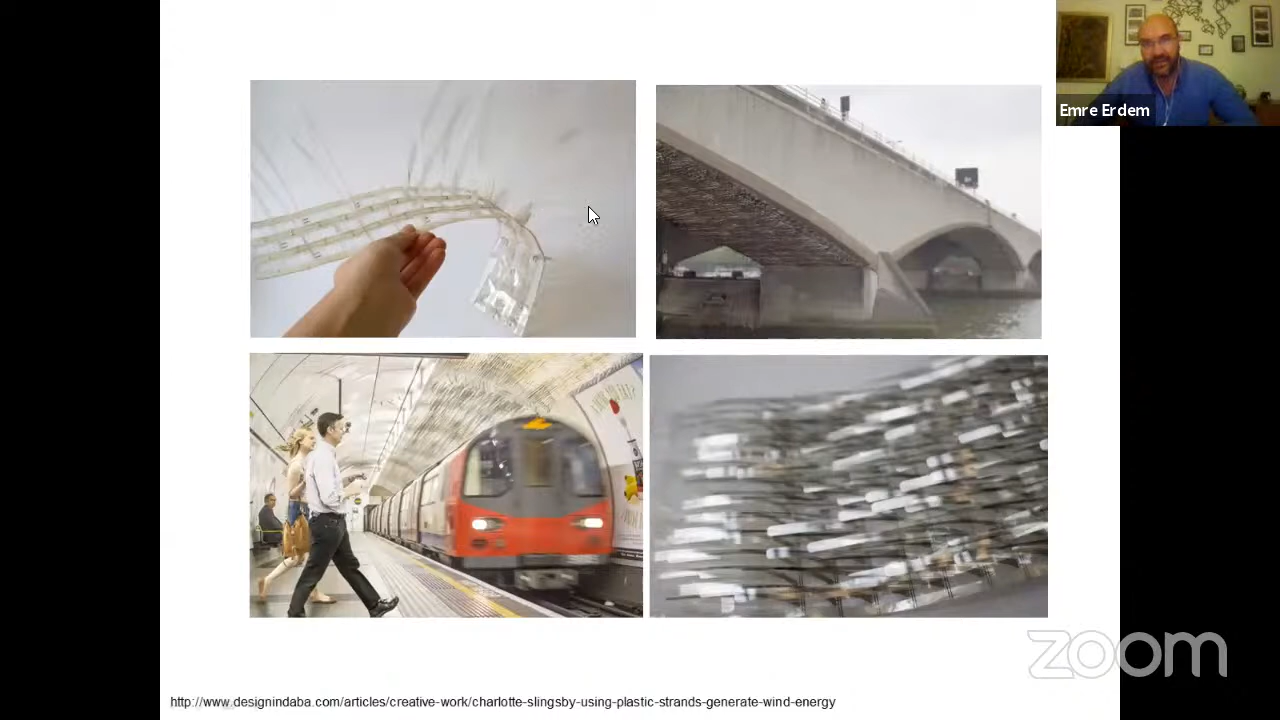 Emre Erdem
zoom
http://www.designindaba.com/articles/creative-work/charlotte-slingsby-using-plastic-strands-generate-wind-energy